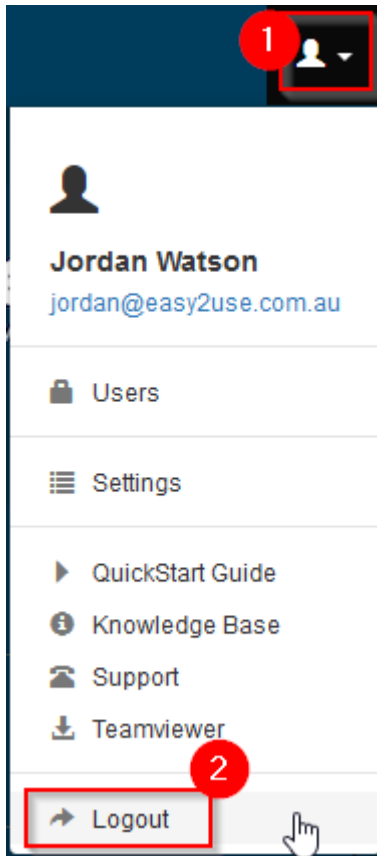 1
Jordan Watson
jordan@easy2use.com.au
Users
Settings
QuickStart Guide
Knowledge Base
Support
Teamviewer
2
Logout